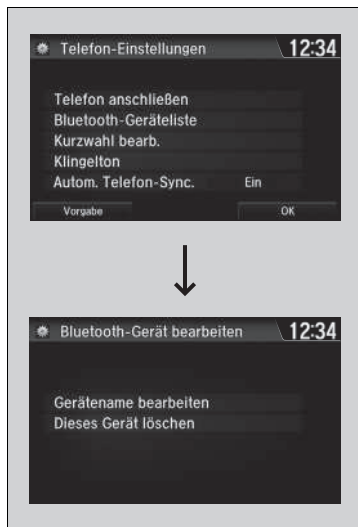 Telefon-Einstellungen 12:34
Telefon anschließen
Bluetooth-Geräteliste
Kurzwahl bearb.
Klingelton
Autom. Telefon-Sync. Ein
Vorgabe OK
Bluetooth-Gerät bearbeiten 12:34
Gerätename bearbeiten
Dieses Gerät löschen